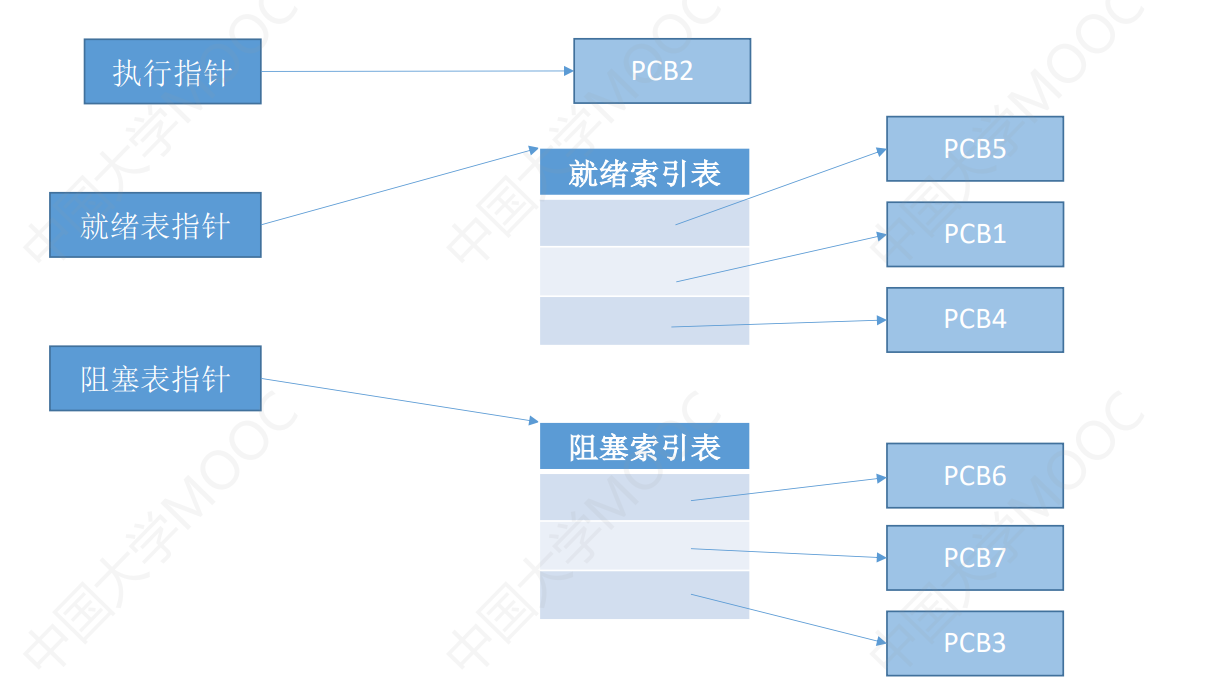 执行指针
PCB2
就绪表指针
就绪索引表
PCB5
PCB1
PCB4
阻塞表指针
阻塞索引表
PCB6
PCB7
PCB3
中国大学MOOC
中国大学MOOC
中国大学MOOC
中国大学MOOC
中国大学MOOC
中国大学MOOC